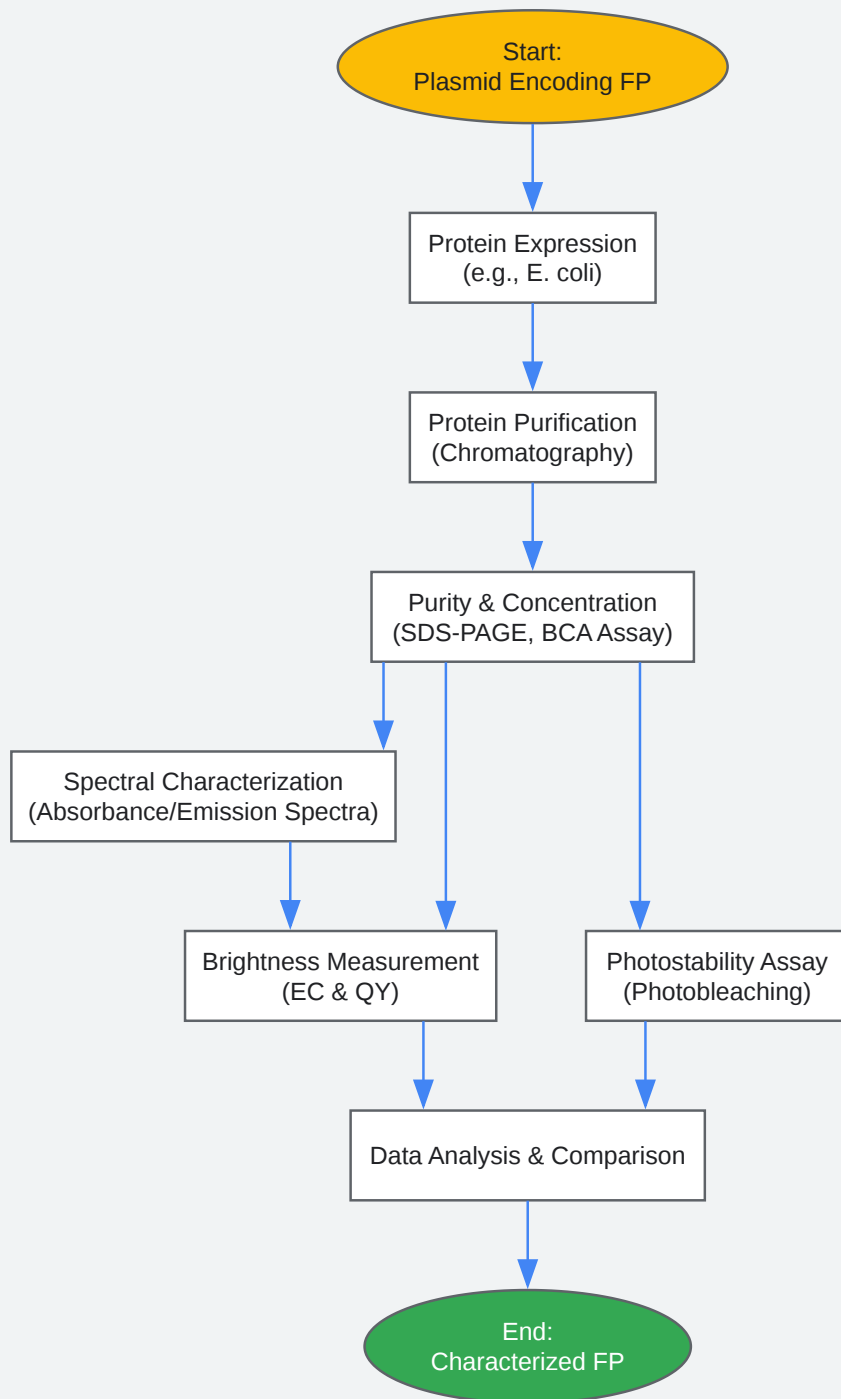 Start:
Plasmid Encoding FP
Protein Expression
(e.g., E. coli)
Protein Purification
(Chromatography)
Purity & Concentration
(SDS-PAGE, BCA Assay)
Spectral Characterization
(Absorbance/Emission Spectra)
Brightness Measurement
(EC & QY)
Photostability Assay
(Photobleaching)
Data Analysis & Comparison
End:
Characterized FP